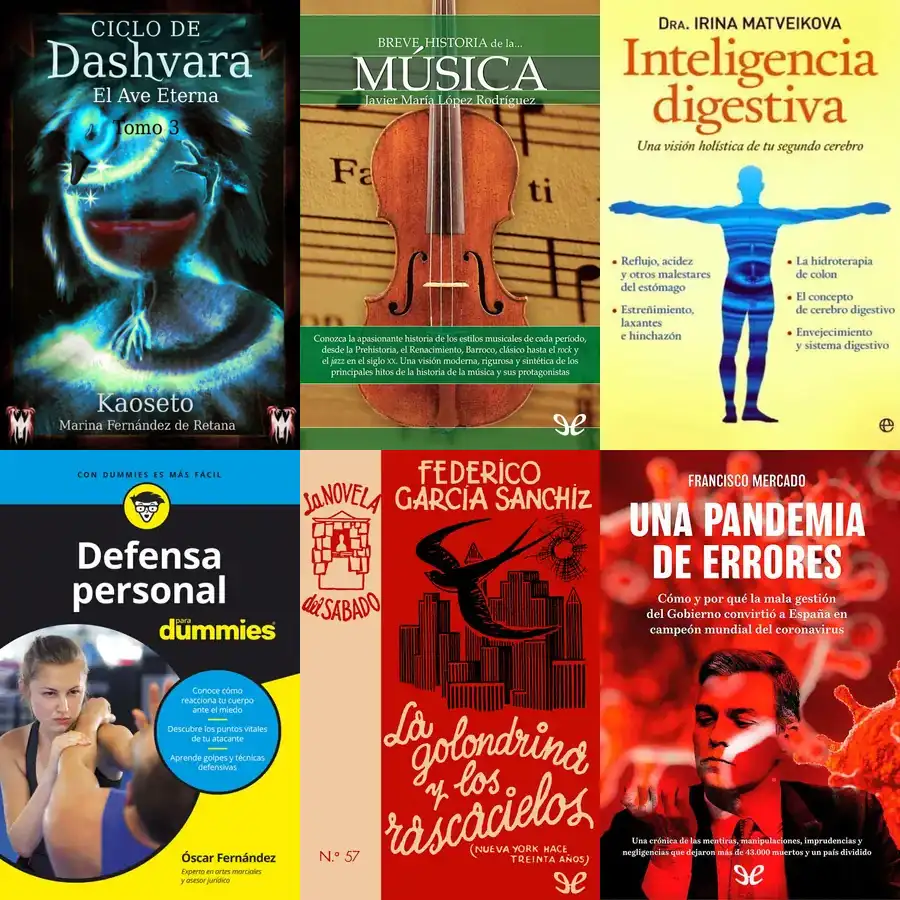 CICLO DE
Dashvara
El Ave Eterna
Tomo 3
Kaoseto
Marina Fernández de Retana
BREVE HISTORIA de la...
MÚSICA
Javier María López Rodríguez
Fa
ti
Conozca la apasionante historia de los estilos musicales de cada período,
desde la Prehistoria, el Renacimiento, Barroco, clásico hasta el rock y
el jazz en el siglo XX. Una visión moderna, rigurosa y sintética de los
principales hitos de la historia de la música y sus protagonistas
DRA. IRINA MATVEIKOVA
Inteligencia
digestiva
Una visión holística de tu segundo cerebro
• Reflujo, acidez
y otros malestares
del estómago
• Estreñimiento,
laxantes
e hinchazón
• La hidroterapia
de colon
• El concepto
de cerebro digestivo
• Envejecimiento
y sistema digestivo
e
CON DUMMIES ES MÁS FÁCIL
Defensa
personal
para
dummies
Conoce cómo
reacciona tu cuerpo
ante el miedo
Descubre los puntos vitales
de tu atacante
Aprende golpes y técnicas
defensivas
Óscar Fernández
Experto en artes marciales
y asesor jurídico
La NOVELA
del SABADO
N.º 57
FEDERICO
GARCIA SANCHIZ
La
golondrina
y los
rascacielos
(NUEVA YORK HACE
TREINTA AÑOS)
FRANCISCO MERCADO
UNA PANDEMIA
DE ERRORES
Cómo y por qué la mala gestión
del Gobierno convirtió a España en
campeón mundial del coronavirus
Una crónica de las mentiras, manipulaciones, imprudencias y
negligencias que dejaron más de 43.000 muertos y un país dividido